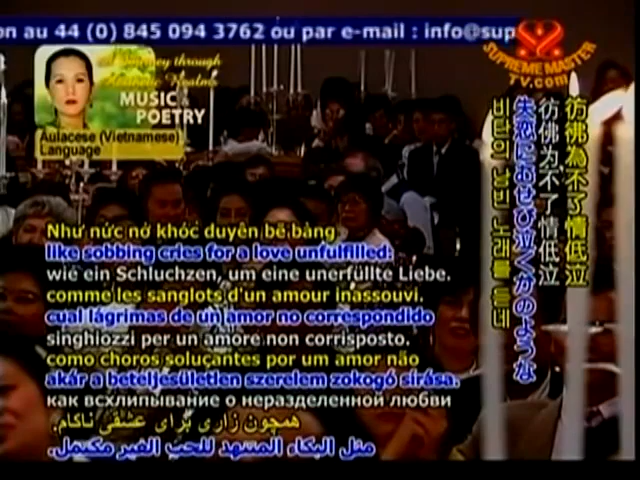 on au 44 (0) 845 094 3762 ou par e-mail : info@sup
SUPREME MASTER
TV.com
A Journey through
Aesthetic Realms
MUSIC &
POETRY
Aulacese (Vietnamese)
Language
彷彿為不了情低泣
彷佛为不了情低泣
失恋におせび泣くかのような
비탄의 날린 노래를 듣네
Như nức nở khóc duyên bẽ bàng
like sobbing cries for a love unfulfilled:
wie ein Schluchzen, um eine unerfüllte Liebe.
comme les sanglots d'un amour inassouvi.
cual lágrimas de un amor no correspondido
singhiozzi per un amore non corrisposto.
como choros soluçantes por um amor não
akár a beteljesületlen szerelem zokogó sírása.
как всхлипывание о неразделенной любви
همچون زاری برای عشقی ناکام.
مثل البكاء المتنهد للحب الغير مكتمل.